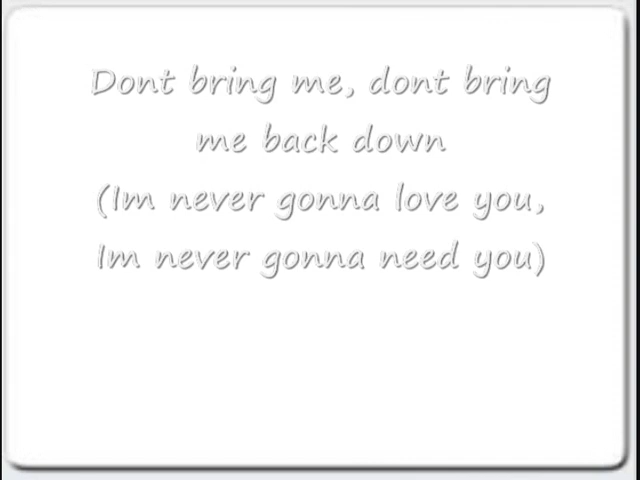 Dont bring me, dont bring
me back down
(Im never gonna love you,
Im never gonna need you)